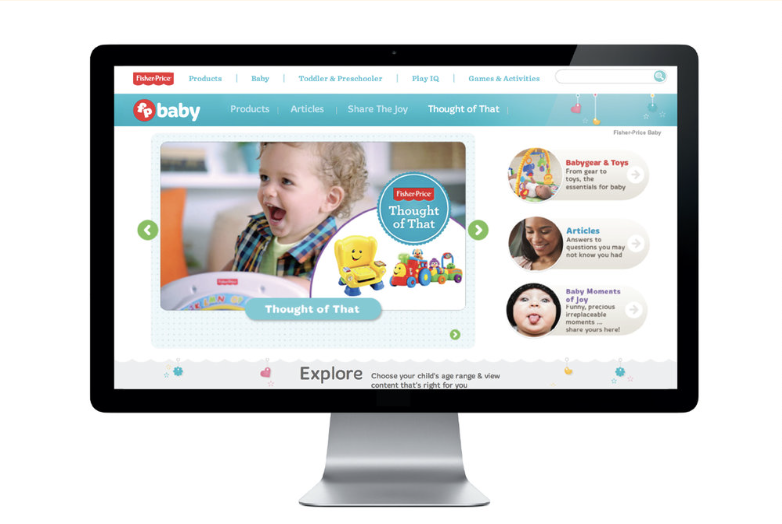 Fisher-Price
Products | Baby | Toddler & Preschooler | Play IQ | Games & Activities
fp baby
Products | Articles | Share The Joy | Thought of That |
Fisher-Price Baby
Fisher-Price
Thought
of That
Fisher-Price
Thought of That
Babygear & Toys
From gear to
toys, the
essentials for baby
Articles
Answers to
questions you may
not know you had
Baby Moments
of Joy
Funny, precious
irreplaceable
moments ...
share yours here!
Explore
Choose your child's age range & view
content that's right for you